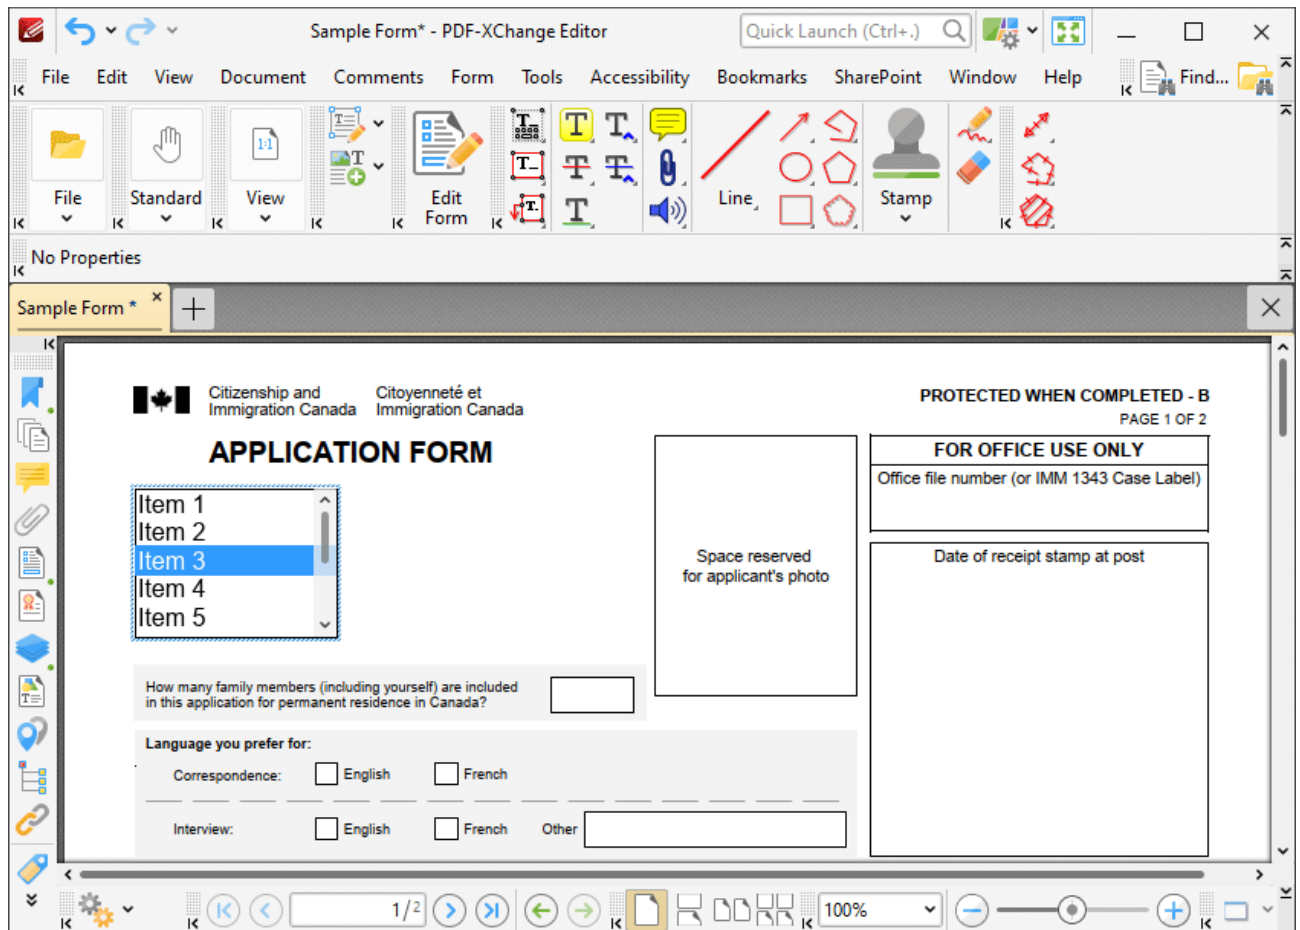 Sample Form* - PDF-XChange Editor
Quick Launch (Ctrl+.)
File Edit View Document Comments Form Tools Accessibility Bookmarks SharePoint Window Help
Find...
File
Standard
1:1
View
Edit
Form
Line
Stamp
No Properties
Sample Form *
Citizenship and
Immigration Canada
Citoyenneté et
Immigration Canada
PROTECTED WHEN COMPLETED - B
PAGE 1 OF 2
APPLICATION FORM
FOR OFFICE USE ONLY
Office file number (or IMM 1343 Case Label)
Item 1
Item 2
Item 3
Item 4
Item 5
Space reserved
for applicant's photo
Date of receipt stamp at post
How many family members (including yourself) are included
in this application for permanent residence in Canada?
Language you prefer for:
Correspondence: English French
Interview: English French Other
1/2
100%